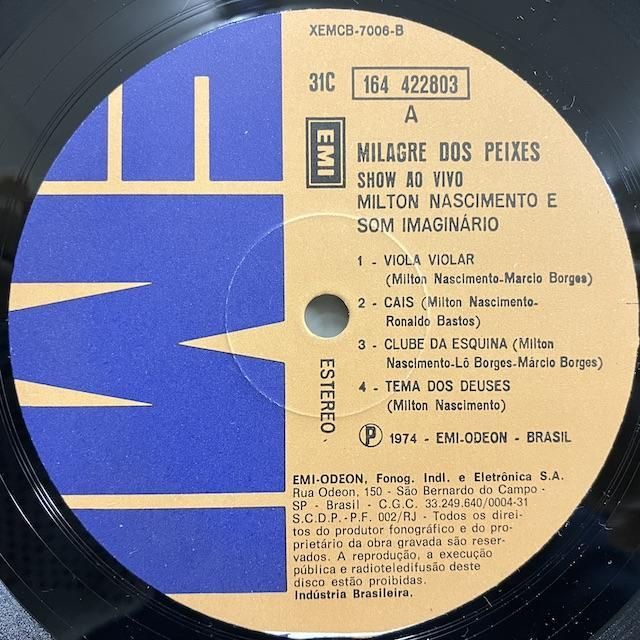 XEMCB-7006-B
31C 164 422803
A
EMI
MILAGRE DOS PEIXES
SHOW AO VIVO
MILTON NASCIMENTO E
SOM IMAGINÁRIO
1 - VIOLA VIOLAR
(Milton Nascimento-Marcio Borges)
2 - CAIS (Milton Nascimento-
Ronaldo Bastos)
3 - CLUBE DA ESQUINA (Milton
Nascimento-Lô Borges-Márcio Borges)
4 - TEMA DOS DEUSES
(Milton Nascimento)
ESTEREO
Ⓟ 1974 - EMI-ODEON - BRASIL
EMI-ODEON, Fonog. Indl. e Eletrônica S.A.
Rua Odeon, 150 - São Bernardo do Campo -
SP - Brasil - C.G.C. 33.249.640/0004-31
S.C.D.P.-P.F. 002/RJ - Todos os direi-
tos do produtor fonográfico e do pro-
prietário da obra gravada são reser-
vados. A reprodução, a execução
pública e radioteledifusão deste
disco estão proibidas.
Indústria Brasileira.